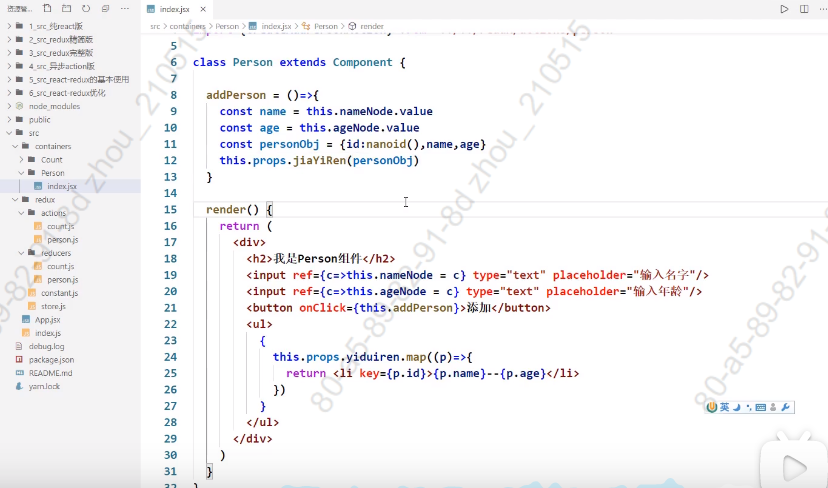 资源管...
index.jsx
1_src_纯react版
2_src_redux精简版
3_src_redux完整版
4_src_异步action版
5_src_react-redux的基本使用
6_src_react-redux优化
node_modules
public
src
containers
Count
Person
index.jsx
redux
actions
count.js
person.js
reducers
count.js
person.js
constant.js
store.js
App.jsx
index.js
debug.log
package.json
README.md
yarn.lock
src > containers > Person > index.jsx > Person > render
5
6 class Person extends Component {
7
8 addPerson = ()=>{
9 const name = this.nameNode.value
10 const age = this.ageNode.value
11 const personObj = {id:nanoid(),name,age}
12 this.props.jiaYiRen(personObj)
13 }
14
15 render() {
16 return (
17 <div>
18 <h2>我是Person组件</h2>
19 <input ref={c=>this.nameNode = c} type="text" placeholder="输入名字"/>
20 <input ref={c=>this.ageNode = c} type="text" placeholder="输入年龄"/>
21 <button onClick={this.addPerson}>添加</button>
22 <ul>
23 {
24 this.props.yiduiren.map((p)=>{
25 return <li key={p.id}>{p.name}--{p.age}</li>
26 })
27 }
28 </ul>
29 </div>
30 )
31 }
32 }
英
80-a5-89-82-91-8d zhou_210515